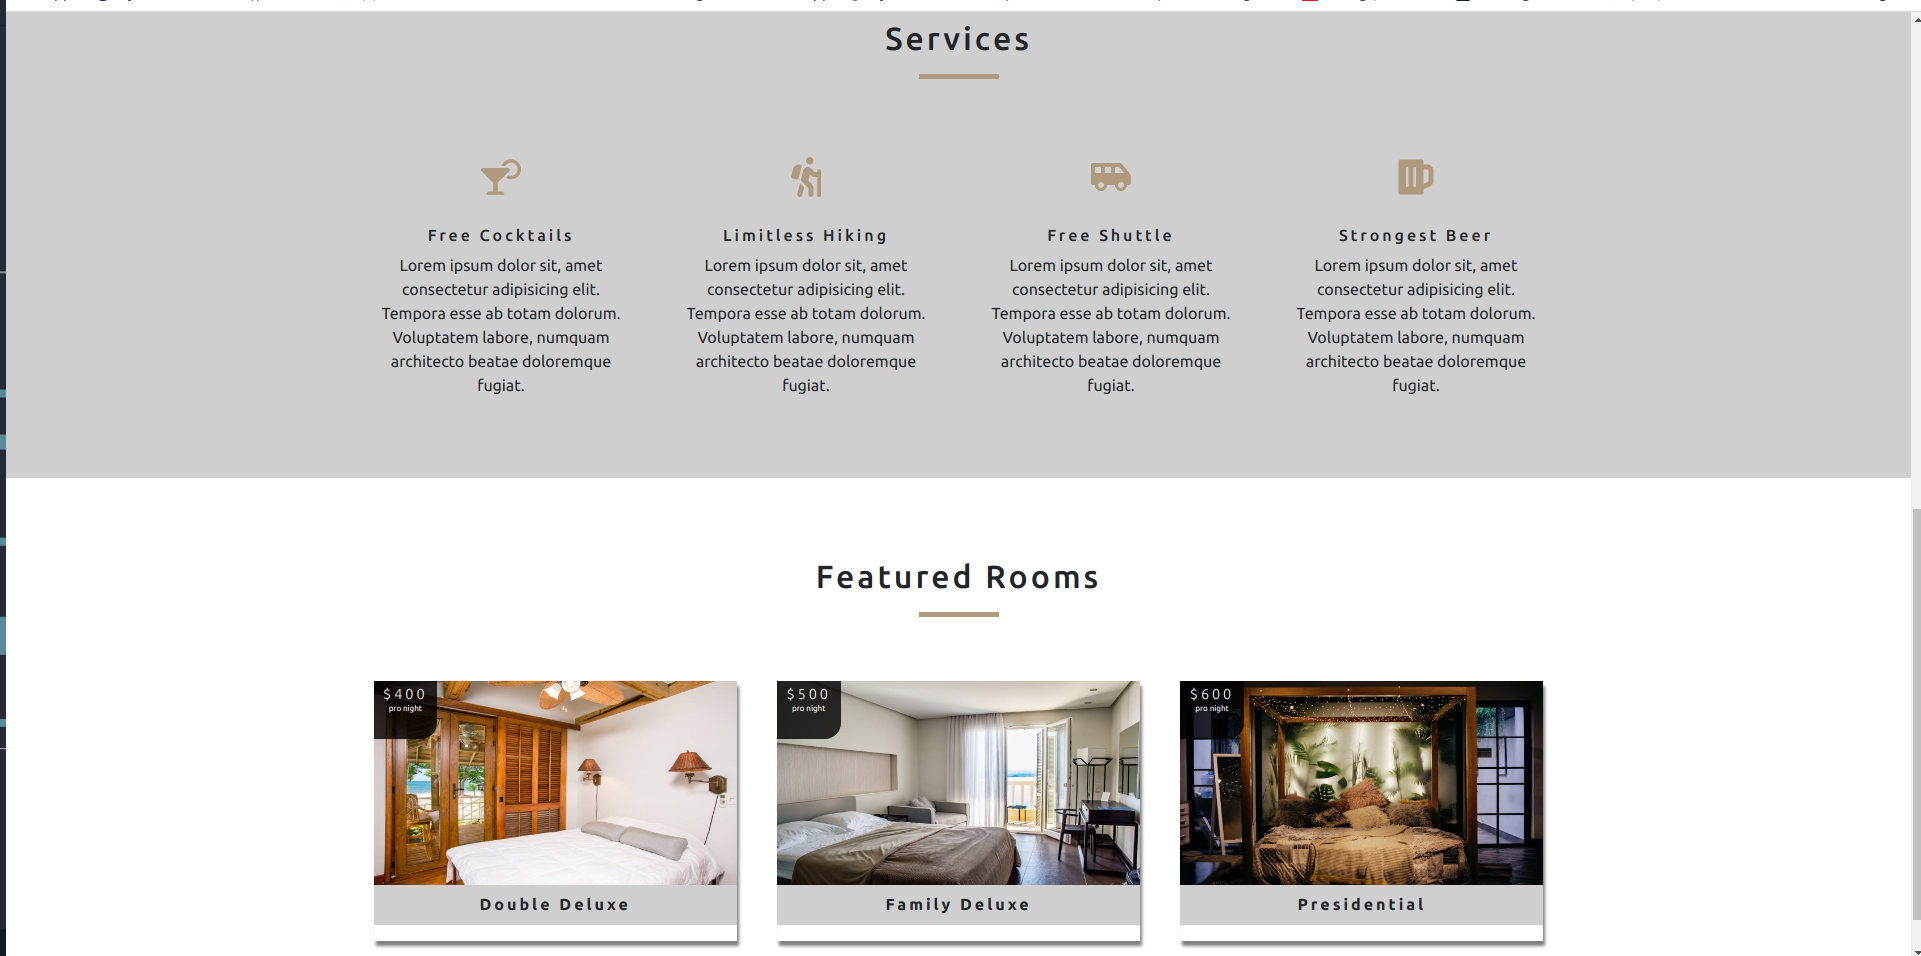 Services
Free Cocktails
Lorem ipsum dolor sit, amet
consectetur adipisicing elit.
Tempora esse ab totam dolorum.
Voluptatem labore, numquam
architecto beatae doloremque
fugiat.
Limitless Hiking
Lorem ipsum dolor sit, amet
consectetur adipisicing elit.
Tempora esse ab totam dolorum.
Voluptatem labore, numquam
architecto beatae doloremque
fugiat.
Free Shuttle
Lorem ipsum dolor sit, amet
consectetur adipisicing elit.
Tempora esse ab totam dolorum.
Voluptatem labore, numquam
architecto beatae doloremque
fugiat.
Strongest Beer
Lorem ipsum dolor sit, amet
consectetur adipisicing elit.
Tempora esse ab totam dolorum.
Voluptatem labore, numquam
architecto beatae doloremque
fugiat.
Featured Rooms
$400
pro night
Double Deluxe
$500
pro night
Family Deluxe
$600
pro night
Presidential